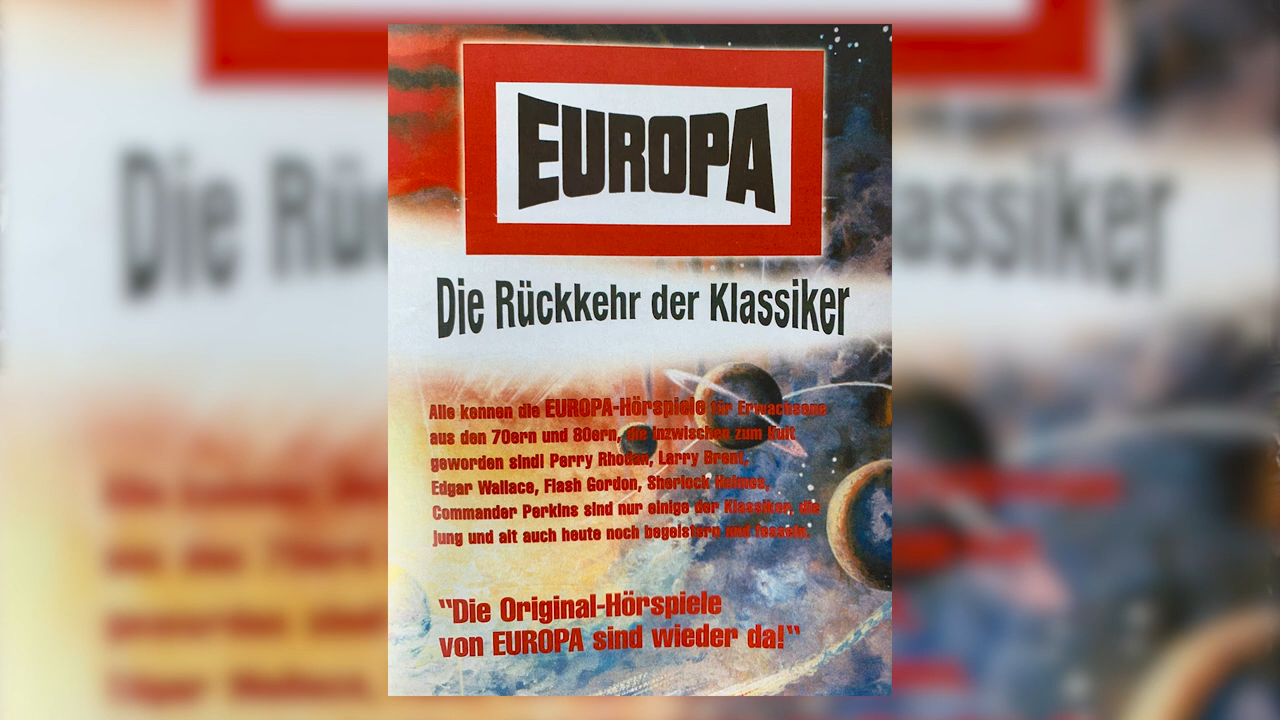 EUROPA
Die Rückkehr der Klassiker
Alle kennen die EUROPA-Hörspiele für Erwachsene
aus den 70ern und 80ern, die inzwischen zum Kult
geworden sind! Perry Rhodan, Larry Brent,
Edgar Wallace, Flash Gordon, Sherlock Holmes,
Commander Perkins sind nur einige der Klassiker, die
jung und alt auch heute noch begeistern und fesseln.
"Die Original-Hörspiele
von EUROPA sind wieder da!"